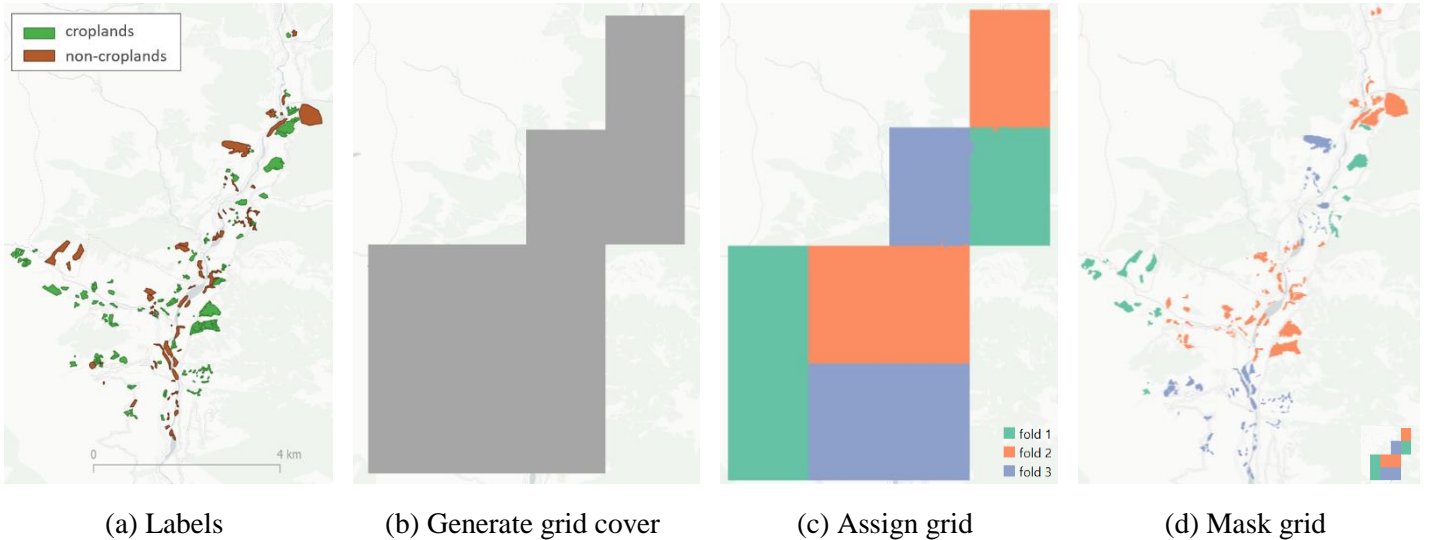 croplands
non-croplands
0 4 km
fold 1
fold 2
fold 3
(a) Labels
(b) Generate grid cover
(c) Assign grid
(d) Mask grid